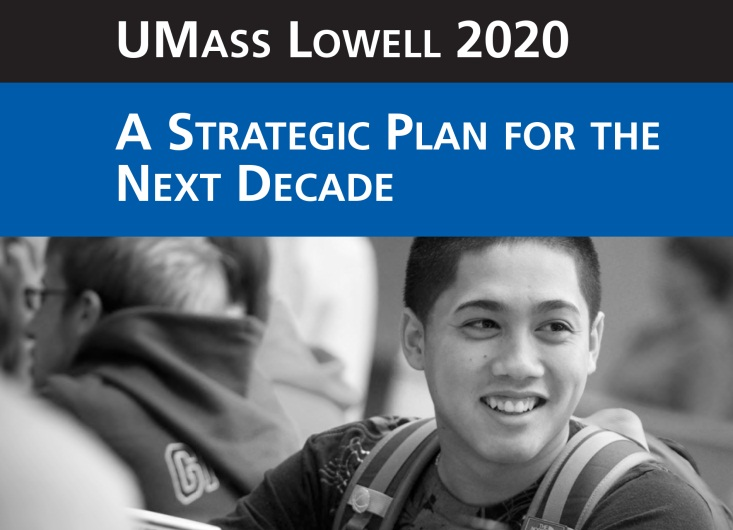 UMASS LOWELL 2020
A STRATEGIC PLAN FOR THE
NEXT DECADE